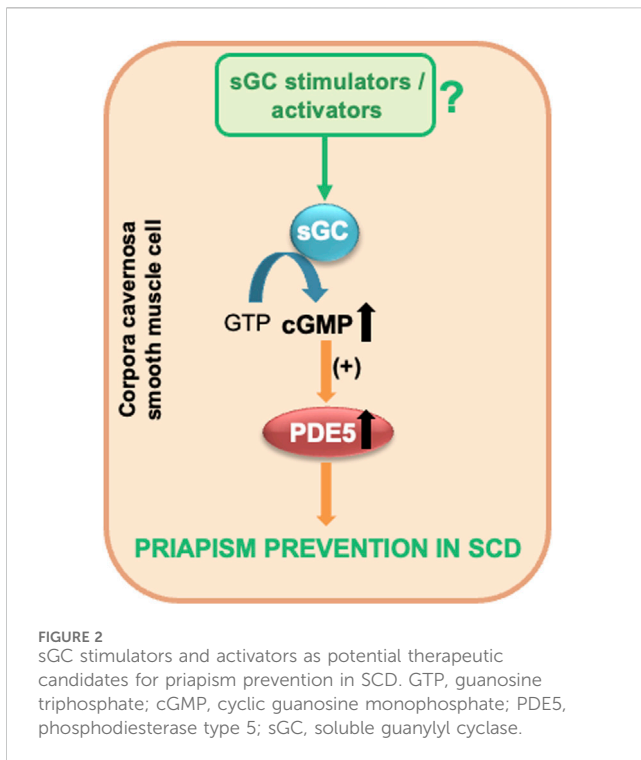 sGC stimulators /
activators
?
Corpora cavernosa
smooth muscle cell
sGC
GTP cGMP
(+)
PDE5
PRIAPISM PREVENTION IN SCD
FIGURE 2
sGC stimulators and activators as potential therapeutic
candidates for priapism prevention in SCD. GTP, guanosine
triphosphate; cGMP, cyclic guanosine monophosphate; PDE5,
phosphodiesterase type 5; sGC, soluble guanylyl cyclase.